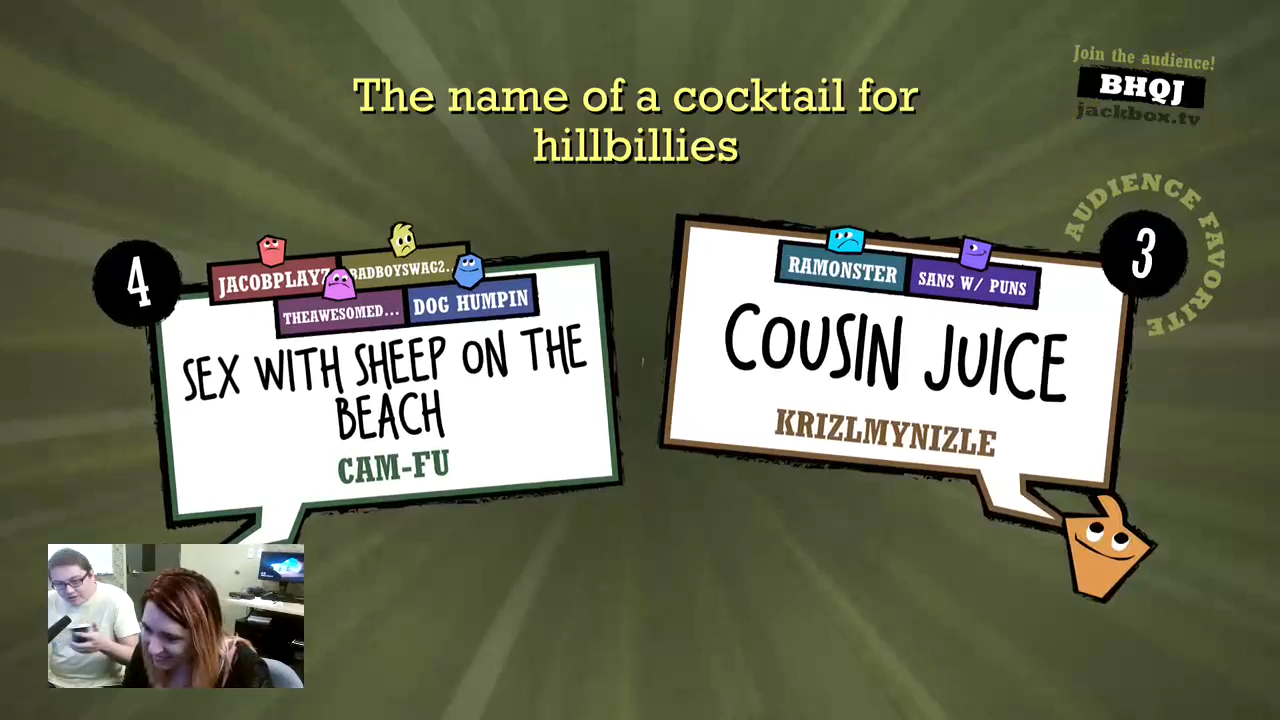 Join the audience!
BHQJ
jackbox.tv
The name of a cocktail for
hillbillies
AUDIENCE FAVORITE
4
JACOBPLAYZ
BADBOYSWAG2...
THEAWESOMED...
DOG HUMPIN
SEX WITH SHEEP ON THE
BEACH
CAM-FU
3
RAMONSTER
SANS W/ PUNS
COUSIN JUICE
KRIZLMYNIZLE